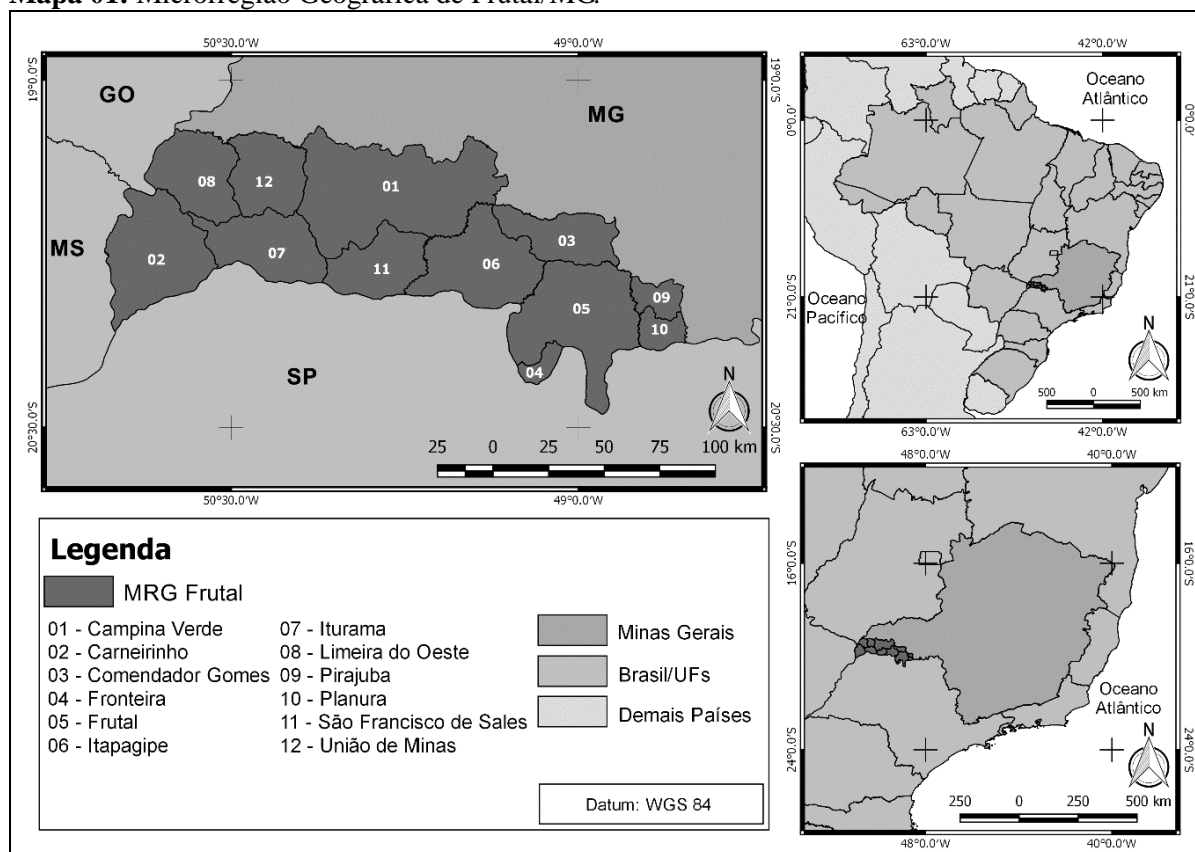 Mapa 01: Microrregião Geográfica de Frutal/MG.
50°30.0'W 49°0.0'W
19°0.0'S 19°0.0'S
GO
MG
08 12 01
MS
02 07 11 06 03
05 09
10
04
SP
N
20°30.0'S 20°30.0'S
25 0 25 50 75 100 km
50°30.0'W 49°0.0'W
63°0.0'W 42°0.0'W
Oceano
Atlântico
0°0.0' 0°0.0'
21°0.0'S 21°0.0'S
Oceano
Pacífico
N
500 0 500 km
63°0.0'W 42°0.0'W
48°0.0'W 40°0.0'W
16°0.0'S 16°0.0'S
Oceano
Atlântico
24°0.0'S 24°0.0'S
N
250 0 250 500 km
48°0.0'W 40°0.0'W
Legenda
MRG Frutal
01 - Campina Verde
02 - Carneirinho
03 - Comendador Gomes
04 - Fronteira
05 - Frutal
06 - Itapagipe
07 - Iturama
08 - Limeira do Oeste
09 - Pirajuba
10 - Planura
11 - São Francisco de Sales
12 - União de Minas
Minas Gerais
Brasil/UFs
Demais Países
Datum: WGS 84